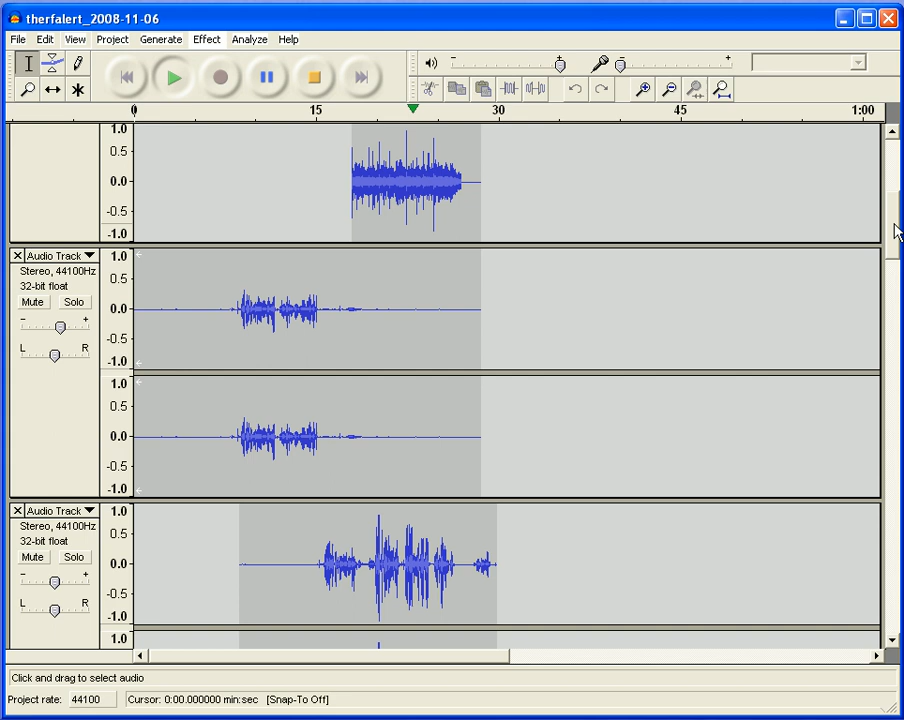 therfalert_2008-11-06
File Edit View Project Generate Effect Analyze Help
L R
- + - +
0 15 30 45 1:00
1.0
0.5
0.0
-0.5
-1.0
Audio Track
Stereo, 44100Hz
32-bit float
Mute Solo
- +
L R
1.0
0.5
0.0
-0.5
-1.0
1.0
0.5
0.0
-0.5
-1.0
Audio Track
Stereo, 44100Hz
32-bit float
Mute Solo
- +
L R
1.0
0.5
0.0
-0.5
-1.0
1.0
Click and drag to select audio
Project rate: 44100 Cursor: 0:00.000000 min:sec [Snap-To Off]